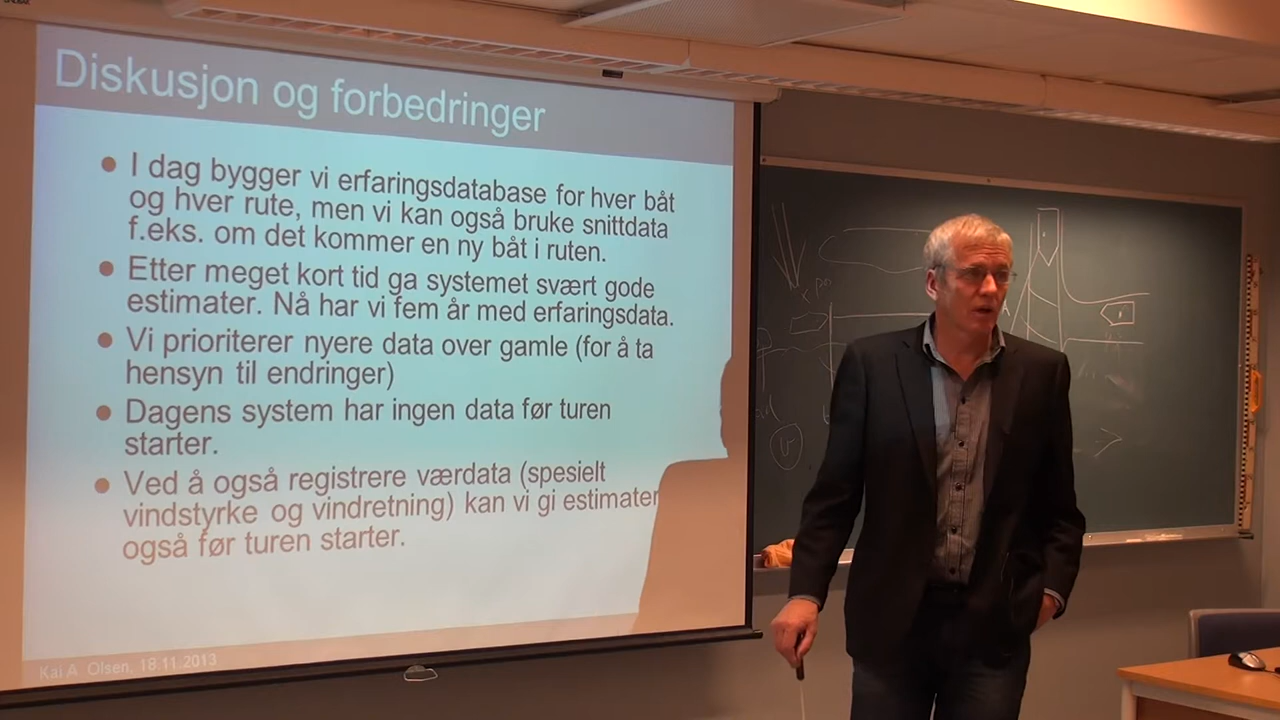 Diskusjon og forbedringer
I dag bygger vi erfaringsdatabase for hver båt
og hver rute, men vi kan også bruke snittdata
f.eks. om det kommer en ny båt i ruten.
Etter meget kort tid ga systemet svært gode
estimater. Nå har vi fem år med erfaringsdata.
Vi prioriterer nyere data over gamle (for å ta
hensyn til endringer)
Dagens system har ingen data før turen
starter.
Ved å også registrere værdata (spesielt
vindstyrke og vindretning) kan vi gi estimater
også før turen starter.
Kai A. Olsen, 18.11.2013